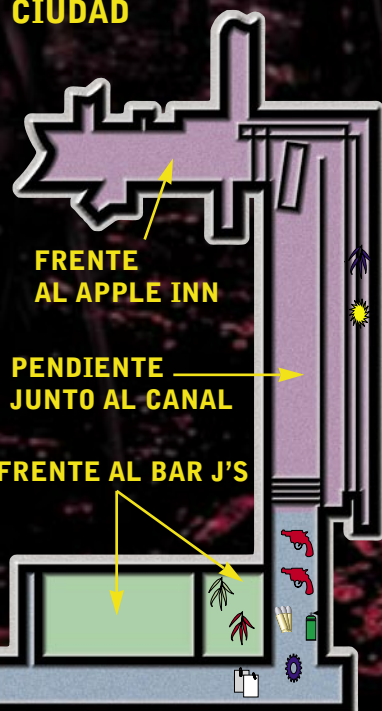 CIUDAD
FRENTE
AL APPLE INN
PENDIENTE
JUNTO AL CANAL
FRENTE AL BAR J'S